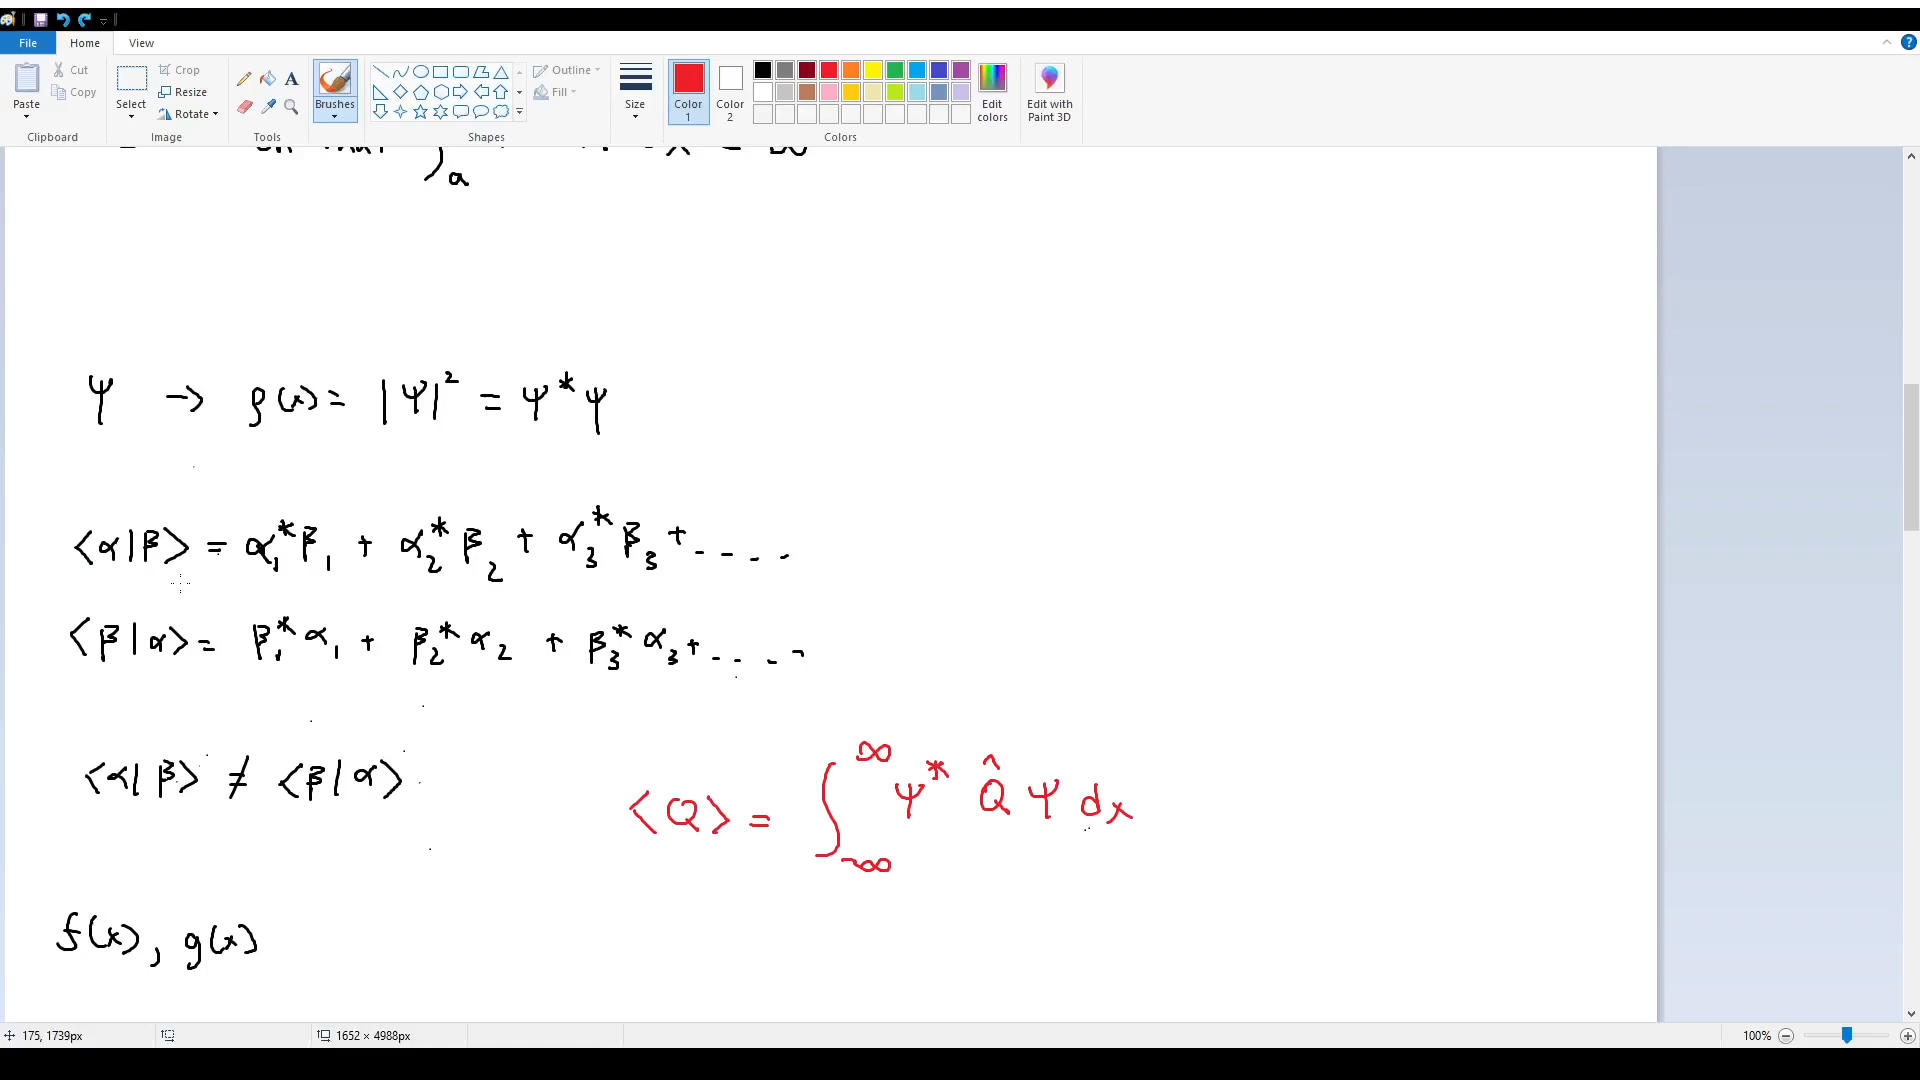 File Home View
Paste Cut Copy Clipboard
Select Crop Resize Rotate Image
A Tools
Brushes
Outline Fill Shapes
Size
Color 1 Color 2 Edit colors Colors
Edit with Paint 3D
a
ψ → ρ(x) = |ψ|² = ψ* ψ
⟨α|β⟩ = α₁* β₁ + α₂* β₂ + α₃* β₃ + ....
⟨β|α⟩ = β₁* α₁ + β₂* α₂ + β₃* α₃ + ....
⟨α|β⟩ ≠ ⟨β|α⟩
⟨Q⟩ = ∫_{-∞}^{∞} ψ* Q̂ ψ dx
f(x), g(x)
175, 1739px 1652 × 4988px 100%